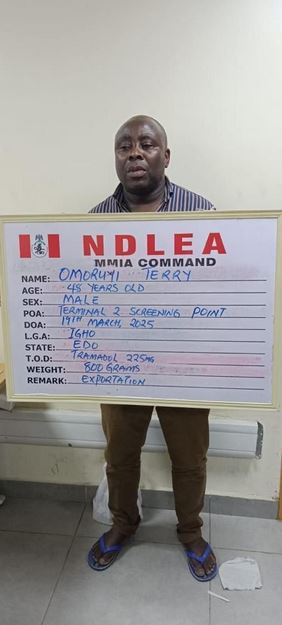 NDLEA
MMIA COMMAND
NAME: OMORUYI TERRY
AGE: 48 YEARS OLD
SEX: MALE
POA: TERMINAL 2 SCREENING POINT
DOA: 19TH MARCH, 2025
L.G.A: IGHO
STATE: EDO
T.O.D: TRAMADOL 225MG
WEIGHT: 800 GRAMS
REMARK: EXPORTATION